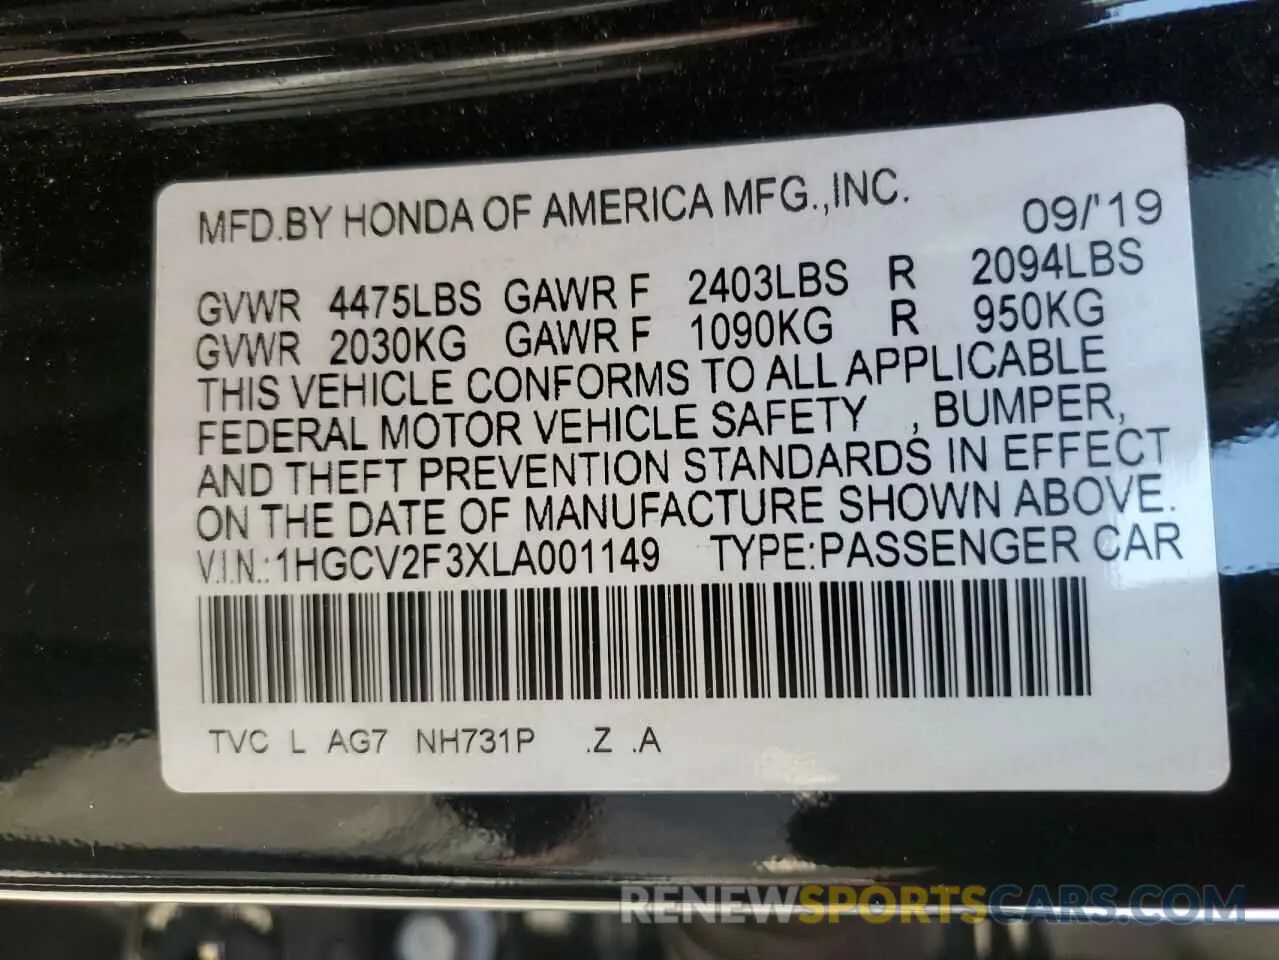 MFD.BY HONDA OF AMERICA MFG.,INC. 09/'19
GVWR 4475LBS GAWR F 2403LBS R 2094LBS
GVWR 2030KG GAWR F 1090KG R 950KG
THIS VEHICLE CONFORMS TO ALL APPLICABLE
FEDERAL MOTOR VEHICLE SAFETY , BUMPER,
AND THEFT PREVENTION STANDARDS IN EFFECT
ON THE DATE OF MANUFACTURE SHOWN ABOVE.
V.I.N.:1HGCV2F3XLA001149 TYPE:PASSENGER CAR
TVC L AG7 NH731P .Z .A
RENEWSPORTSCARS.COM